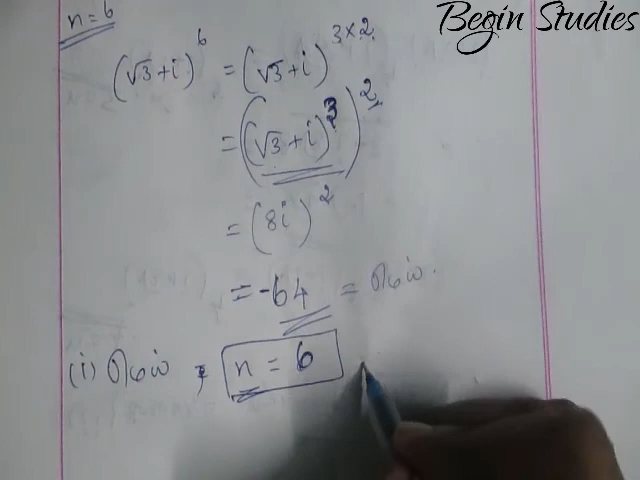 Begin Studies
n = 6
(√3+i)^6 = (√3+i)^3×2
= ((√3+i)^3)^2
= (8i)^2
= -64 = மெய்.
(i) மெய் , n = 6